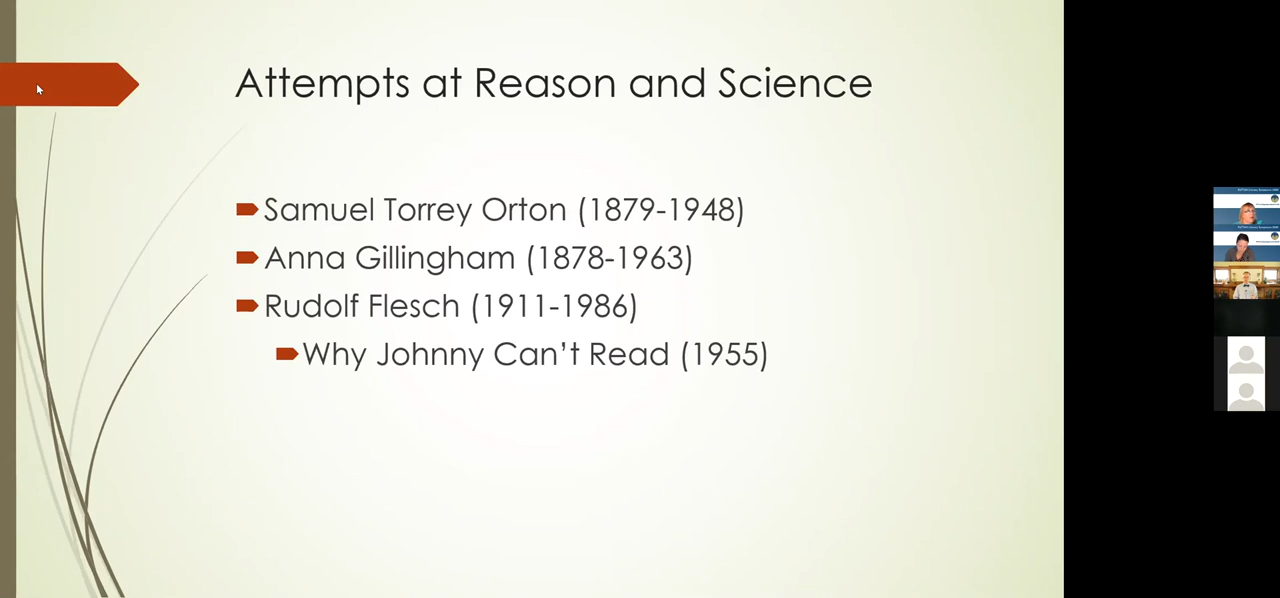 Attempts at Reason and Science
Samuel Torrey Orton (1879-1948)
Anna Gillingham (1878-1963)
Rudolf Flesch (1911-1986)
Why Johnny Can’t Read (1955)